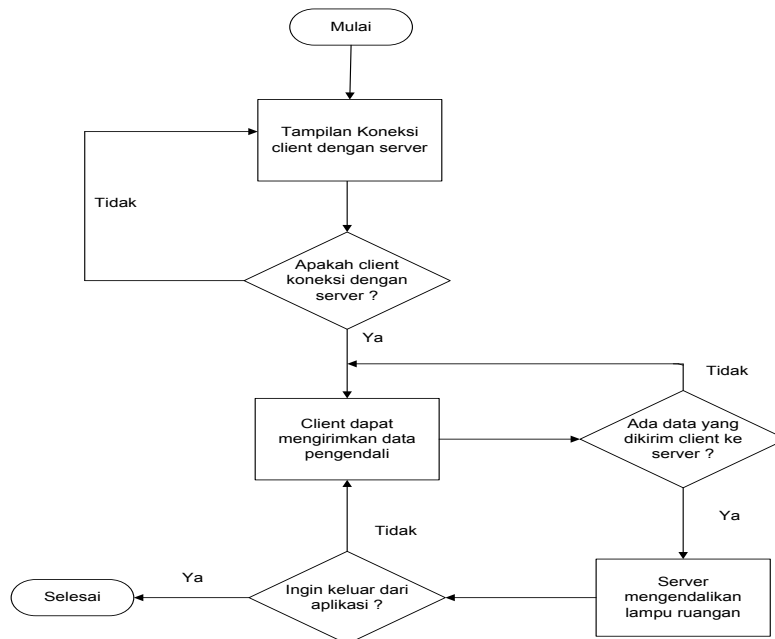 Mulai
Tampilan Koneksi
client dengan server
Tidak
Apakah client
koneksi dengan
server ?
Ya
Tidak
Client dapat
mengirimkan data
pengendali
Ada data yang
dikirim client ke
server ?
Ya
Tidak
Server
mengendalikan
lampu ruangan
Ingin keluar dari
aplikasi ?
Ya
Selesai